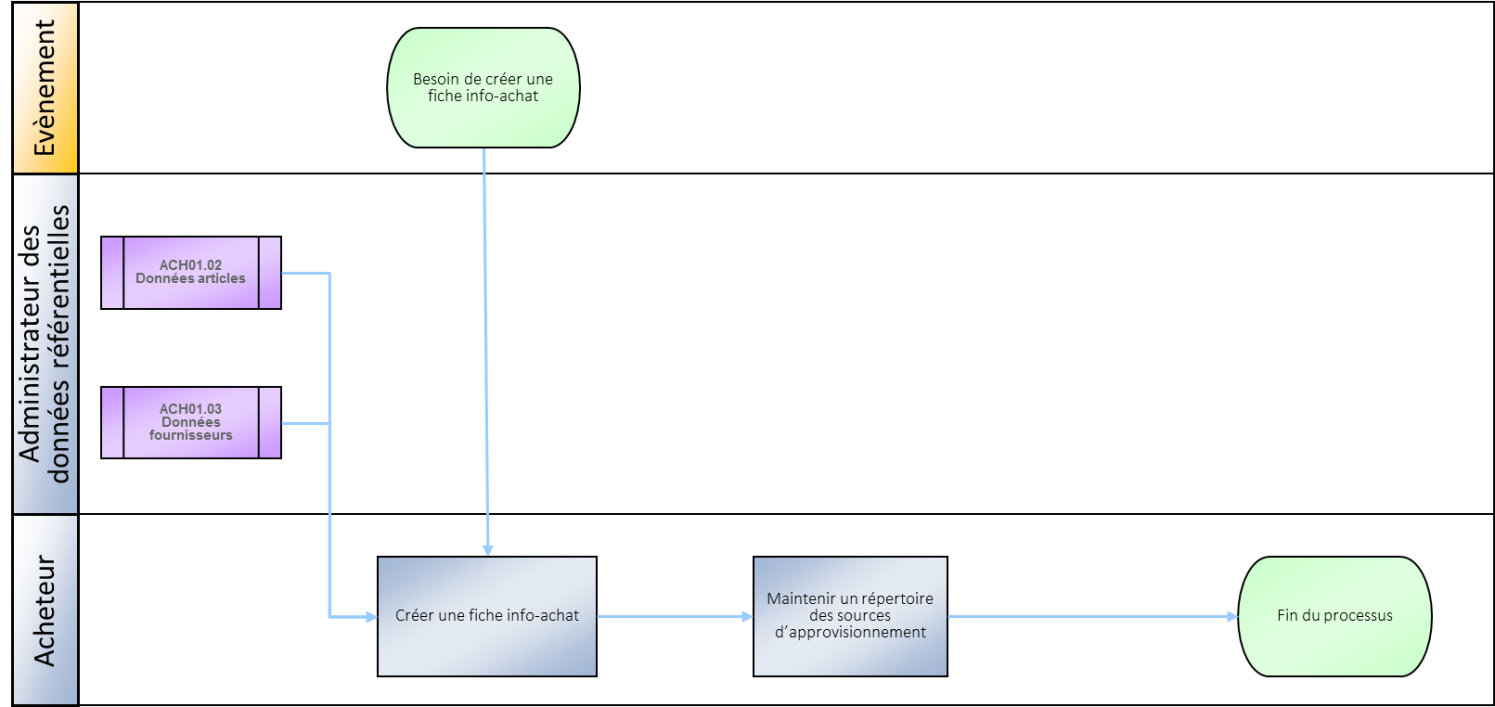 Evènement
Besoin de créer une
fiche info-achat
Administrateur des
données référentielles
ACH01.02
Données articles
ACH01.03
Données
fournisseurs
Acheteur
Créer une fiche info-achat
Maintenir un répertoire
des sources
d’approvisionnement
Fin du processus